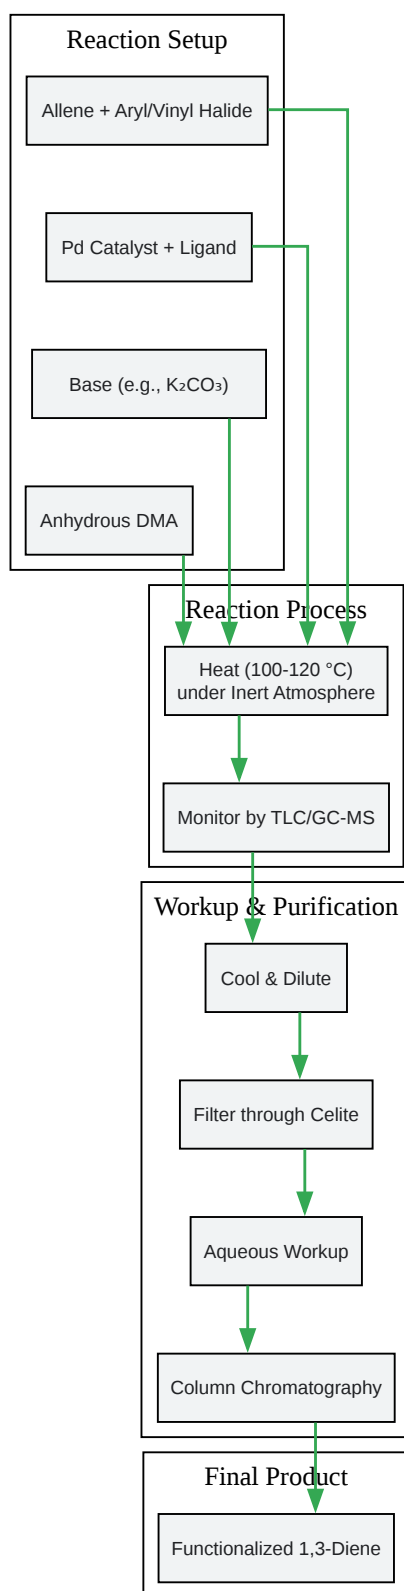 Reaction Setup
Allene + Aryl/Vinyl Halide
Pd Catalyst + Ligand
Base (e.g., K₂CO₃)
Anhydrous DMA
Reaction Process
Heat (100-120 °C)
under Inert Atmosphere
Monitor by TLC/GC-MS
Workup & Purification
Cool & Dilute
Filter through Celite
Aqueous Workup
Column Chromatography
Final Product
Functionalized 1,3-Diene